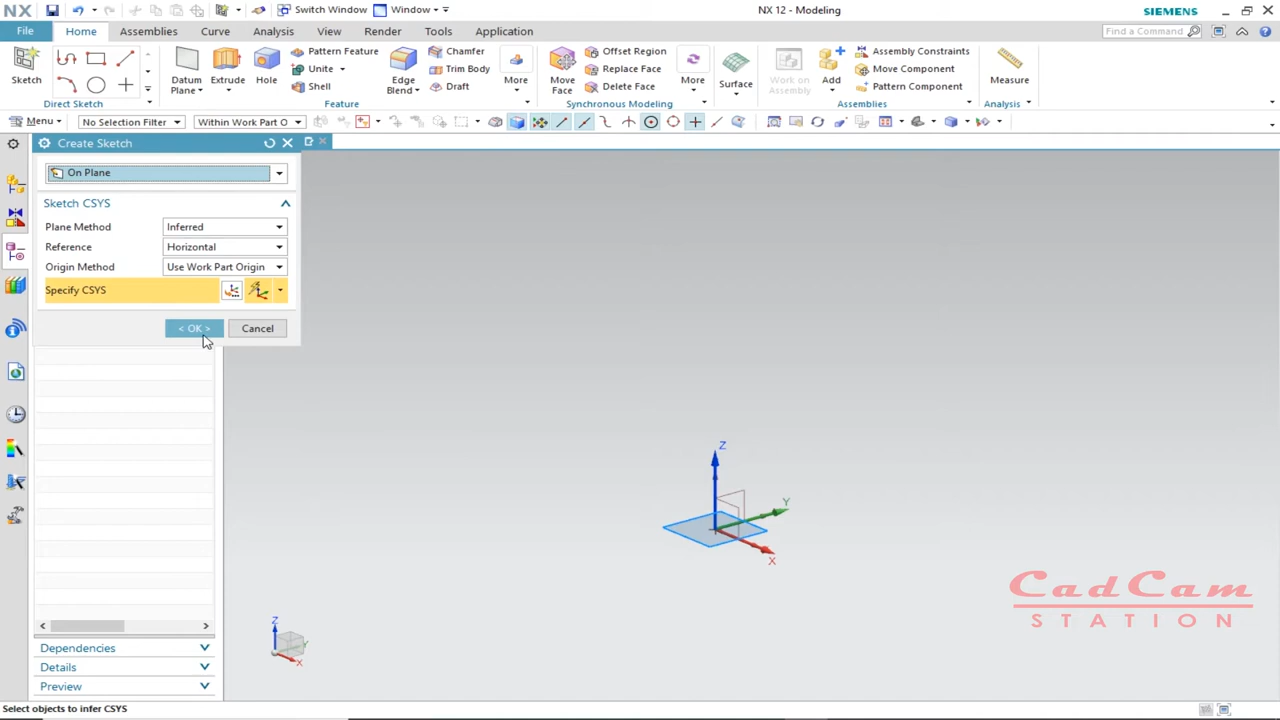 NX
Switch Window
Window
NX 12 - Modeling
SIEMENS
File
Home
Assemblies
Curve
Analysis
View
Render
Tools
Application
Find a Command
Sketch
Direct Sketch
Datum Plane
Extrude
Hole
Pattern Feature
Unite
Shell
Edge Blend
Chamfer
Trim Body
Draft
More
Feature
Move Face
Offset Region
Replace Face
Delete Face
More
Synchronous Modeling
Surface
Work on Assembly
Add
Assembly Constraints
Move Component
Pattern Component
Assemblies
Measure
Analysis
Menu
No Selection Filter
Within Work Part O
Create Sketch
On Plane
Sketch CSYS
Plane Method
Inferred
Reference
Horizontal
Origin Method
Use Work Part Origin
Specify CSYS
< OK >
Cancel
Z
Y
X
CadCam
STATION
Z
Y
X
Dependencies
Details
Preview
Select objects to infer CSYS